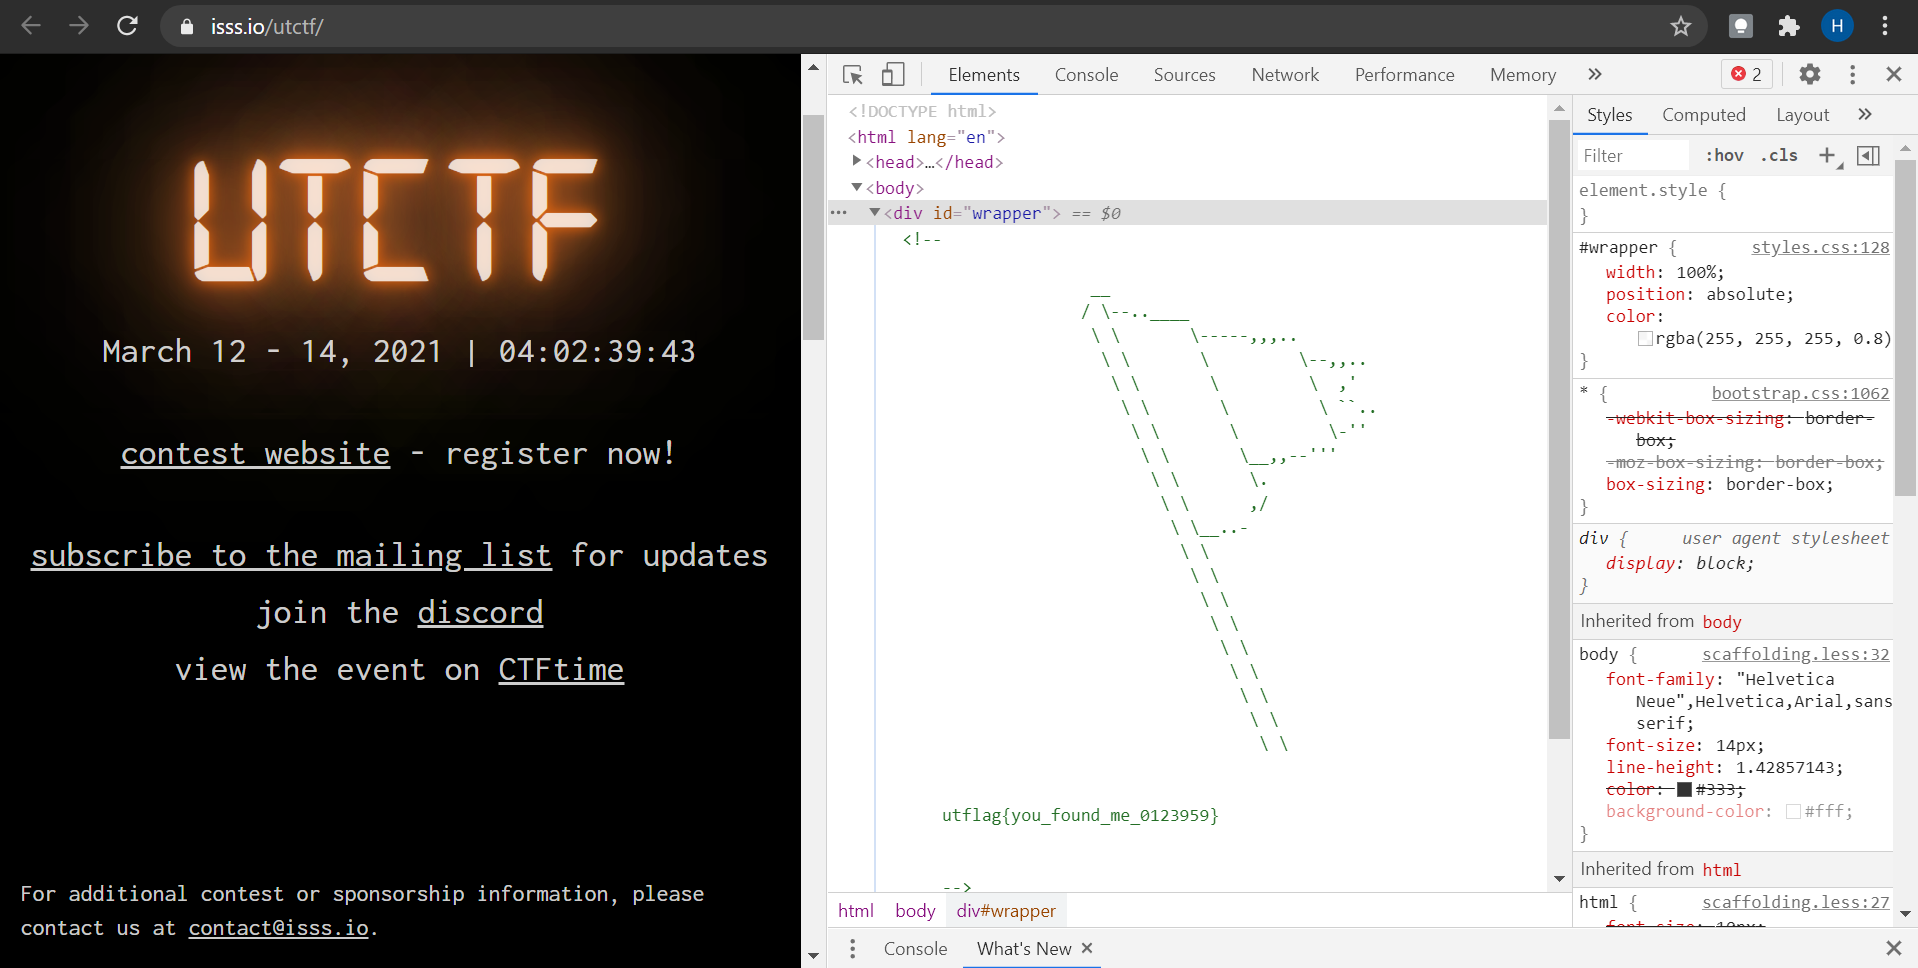 isss.io/utctf/
H
UTCTF
March 12 - 14, 2021 | 04:02:39:43
contest website - register now!
subscribe to the mailing list for updates
join the discord
view the event on CTFtime
For additional contest or sponsorship information, please
contact us at contact@isss.io.
Elements Console Sources Network Performance Memory » 2
<!DOCTYPE html>
<html lang="en">
<head>…</head>
<body>
<div id="wrapper"> == $0
<!--
             __
            / \--..____
             \ \       \-----,,,..
              \ \       \         \--,,..
               \ \       \         \  ,'
                \ \       \         \ ``..
                 \ \       \         \-''
                  \ \       \__,,--'''
                   \ \       \.
                    \ \      ,/
                     \ \__..-
                      \ \
                       \ \
                        \ \
                         \ \
                          \ \
                           \ \
                            \ \
                             \ \
                              \ \
utflag{you_found_me_0123959}
-->
html body div#wrapper
Console What's New
Styles Computed Layout »
Filter :hov .cls +
element.style {
}
#wrapper { styles.css:128
width: 100%;
position: absolute;
color:
rgba(255, 255, 255, 0.8)
}
* { bootstrap.css:1062
-webkit-box-sizing: border-
box;
-moz-box-sizing: border-box;
box-sizing: border-box;
}
div { user agent stylesheet
display: block;
}
Inherited from body
body { scaffolding.less:32
font-family: "Helvetica
Neue",Helvetica,Arial,sans
serif;
font-size: 14px;
line-height: 1.42857143;
color: #333;
background-color: #fff;
}
Inherited from html
html { scaffolding.less:27